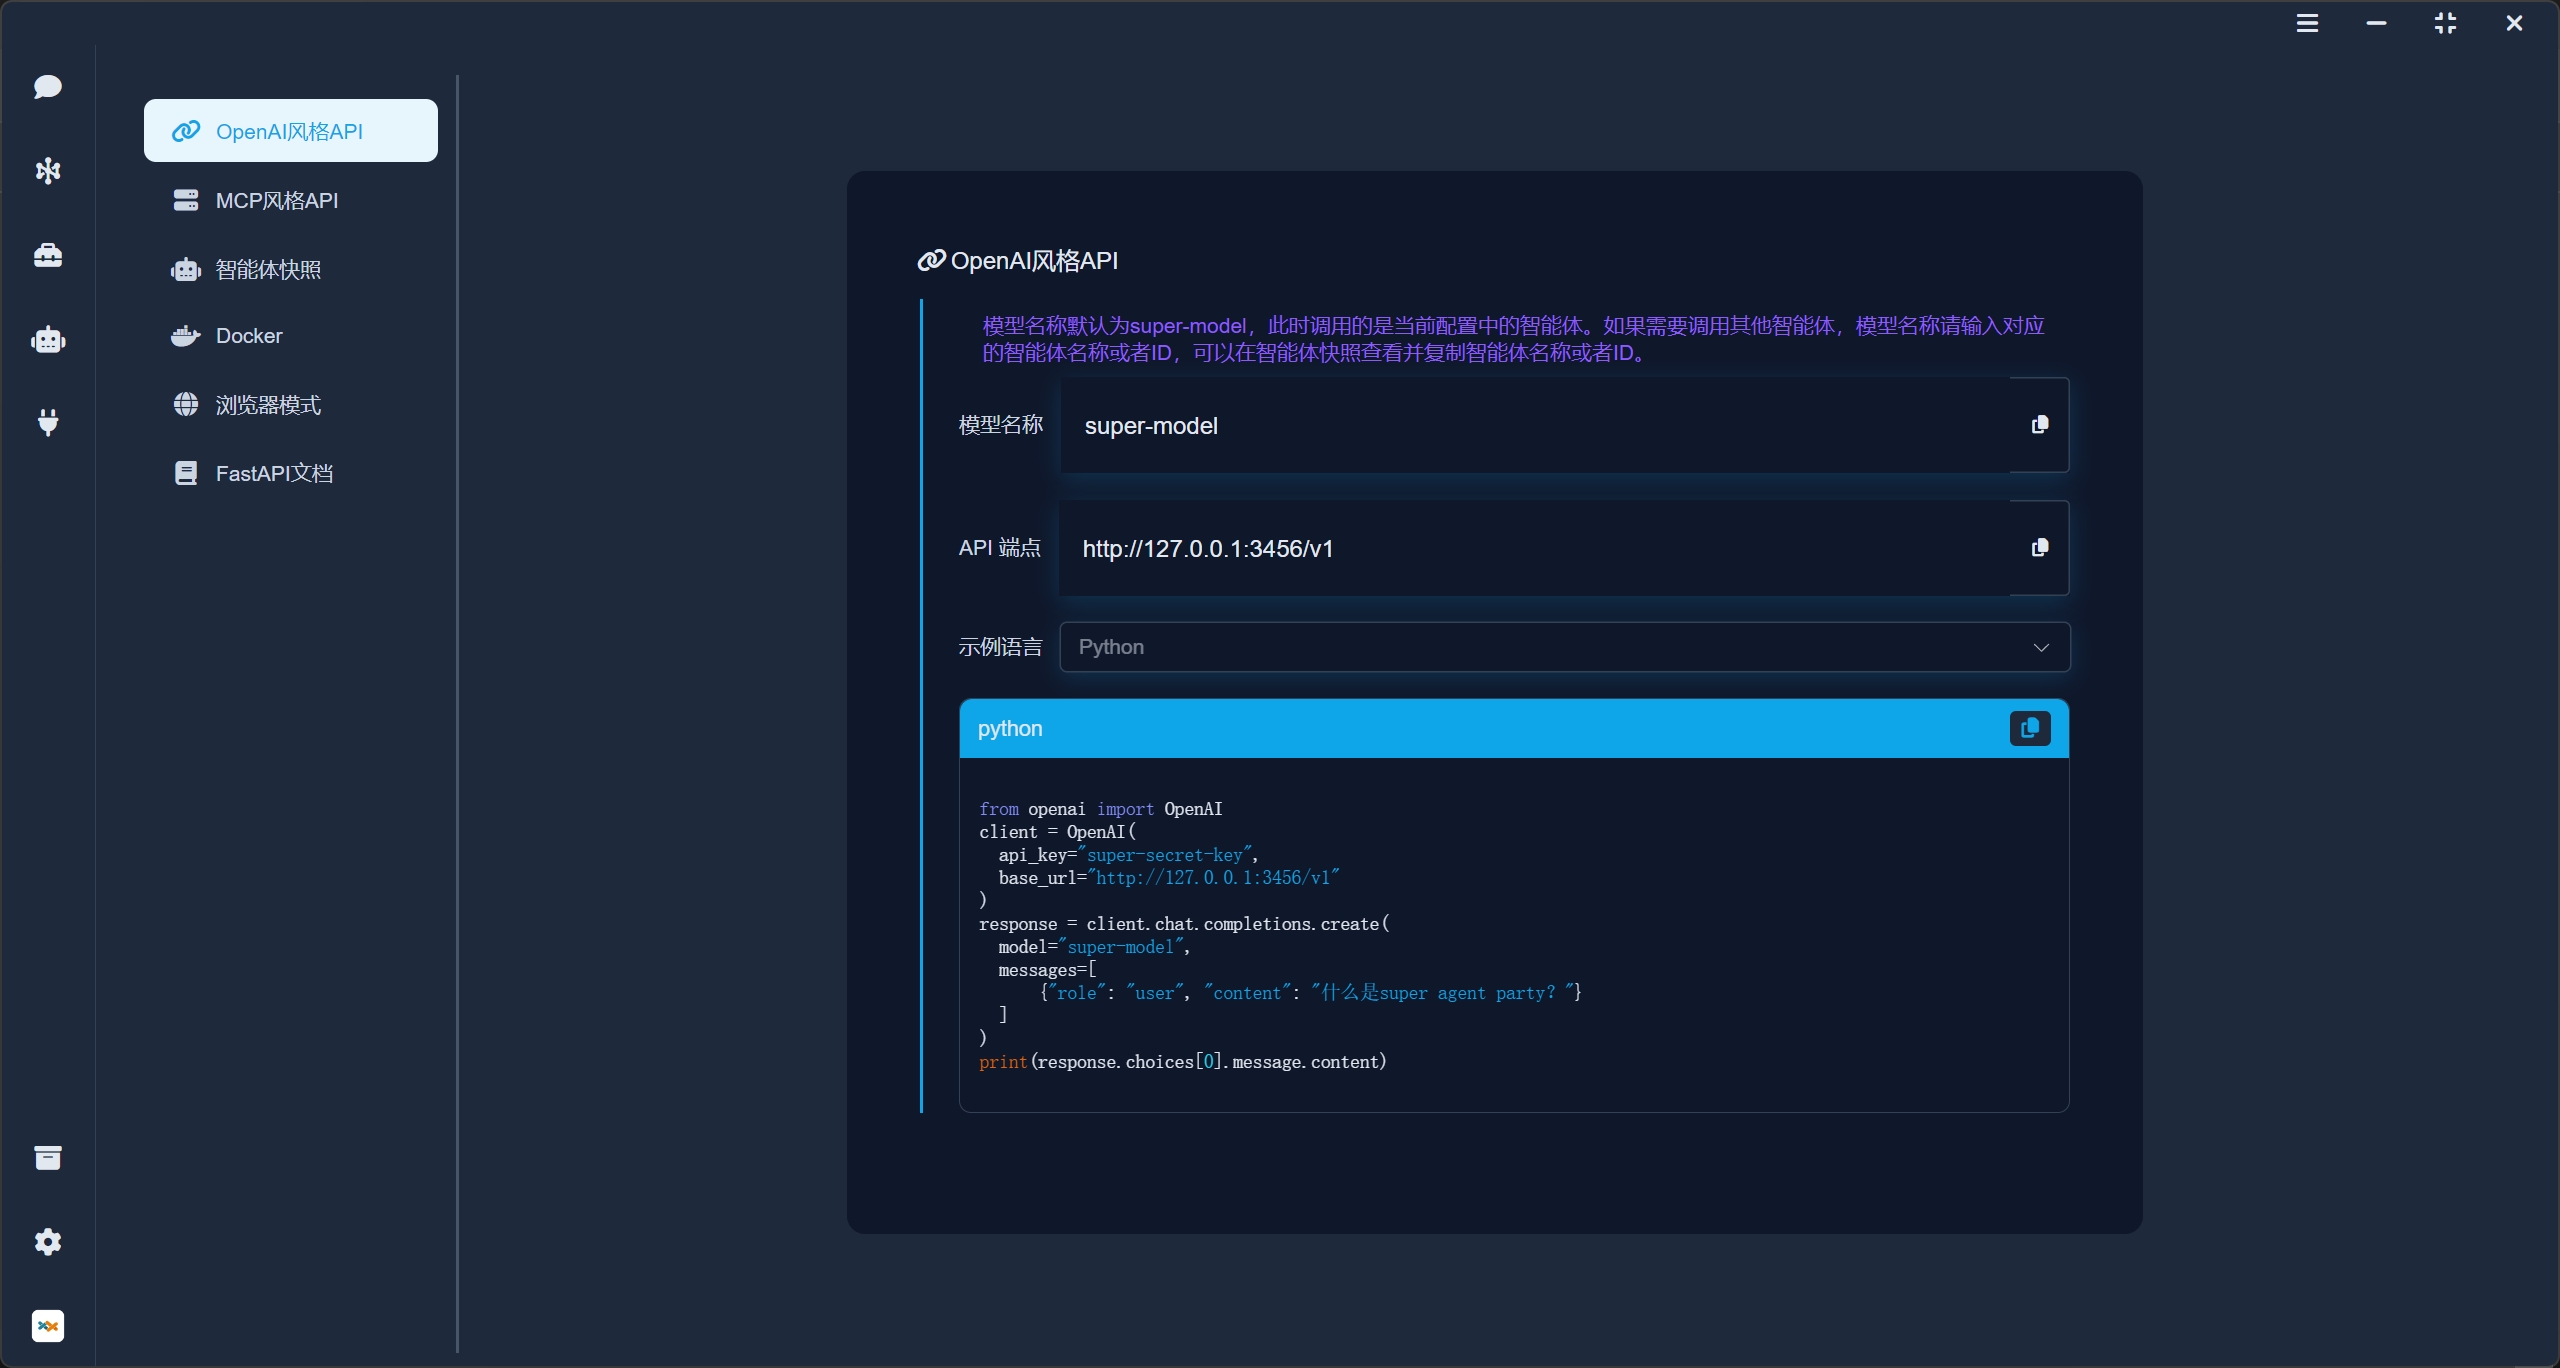 OpenAI风格API
MCP风格API
智能体快照
Docker
浏览器模式
FastAPI文档
OpenAI风格API
模型名称默认为super-model，此时调用的是当前配置中的智能体。如果需要调用其他智能体，模型名称请输入对应
的智能体名称或者ID，可以在智能体快照查看并复制智能体名称或者ID。
模型名称 super-model
API 端点 http://127.0.0.1:3456/v1
示例语言 Python
python
from openai import OpenAI
client = OpenAI(
  api_key="super-secret-key",
  base_url="http://127.0.0.1:3456/v1"
)
response = client.chat.completions.create(
  model="super-model",
  messages=[
      {"role": "user", "content": "什么是super agent party？"}
  ]
)
print(response.choices[0].message.content)